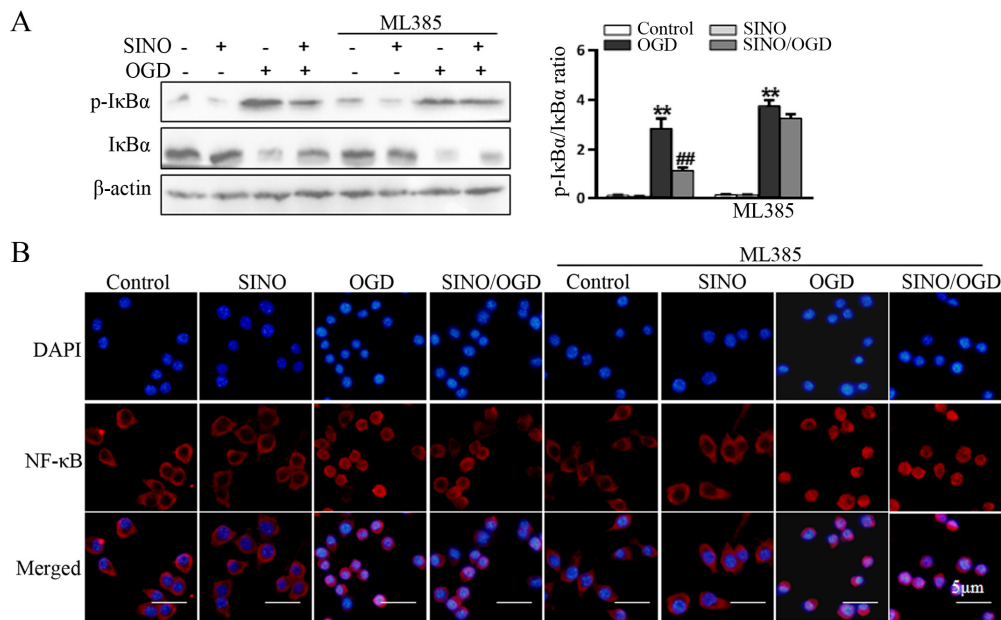 A
ML385
SINO - + - + - + - +
OGD - - + + - - + +
p-IκBα
IκBα
β-actin
Control SINO
OGD SINO/OGD
p-IκBα/IκBα ratio
6
4
2
0
**
##
**
ML385
B
ML385
Control SINO OGD SINO/OGD Control SINO OGD SINO/OGD
DAPI
NF-κB
Merged
5μm